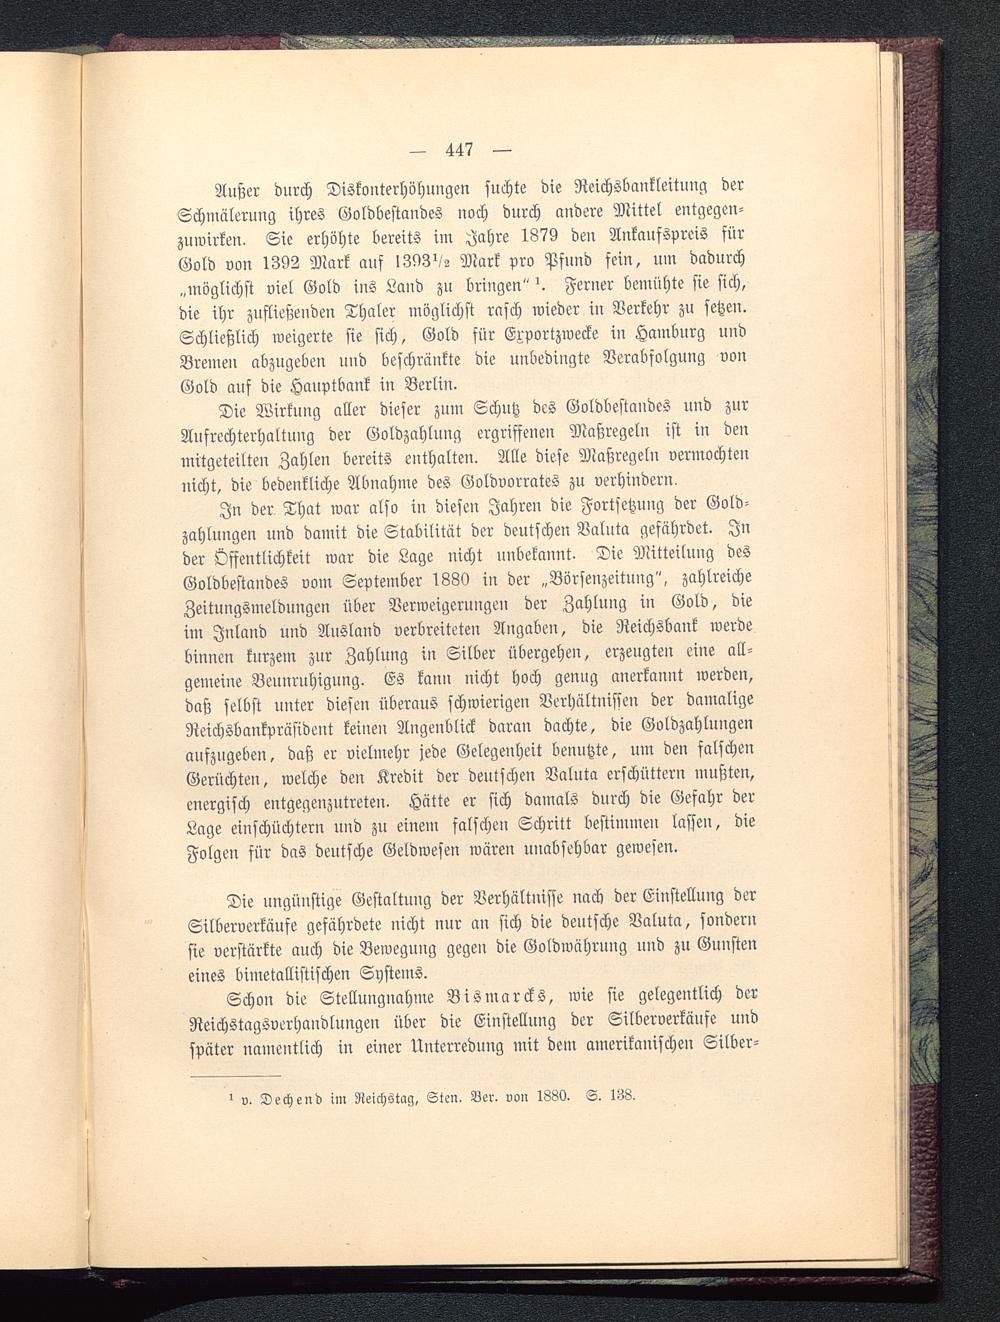 — 447 —
Außer durch Diskonterhöhungen suchte die Reichsbankleitung der
Schmälerung ihres Goldbestandes noch durch andere Mittel entgegen-
zuwirken. Sie erhöhte bereits im Jahre 1879 den Ankaufspreis für
Gold von 1392 Mark auf 1393¹/₂ Mark pro Pfund fein, um dadurch
„möglichst viel Gold ins Land zu bringen“ ¹. Ferner bemühte sie sich,
die ihr zufließenden Thaler möglichst rasch wieder in Verkehr zu setzen.
Schließlich weigerte sie sich, Gold für Exportzwecke in Hamburg und
Bremen abzugeben und beschränkte die unbedingte Verabfolgung von
Gold auf die Hauptbank in Berlin.
Die Wirkung aller dieser zum Schutz des Goldbestandes und zur
Aufrechterhaltung der Goldzahlung ergriffenen Maßregeln ist in den
mitgeteilten Zahlen bereits enthalten. Alle diese Maßregeln vermochten
nicht, die bedenkliche Abnahme des Goldvorrates zu verhindern.
In der That war also in diesen Jahren die Fortsetzung der Gold-
zahlungen und damit die Stabilität der deutschen Valuta gefährdet. In
der Öffentlichkeit war die Lage nicht unbekannt. Die Mitteilung des
Goldbestandes vom September 1880 in der „Börsenzeitung“, zahlreiche
Zeitungsmeldungen über Verweigerungen der Zahlung in Gold, die
im Inland und Ausland verbreiteten Angaben, die Reichsbank werde
binnen kurzem zur Zahlung in Silber übergehen, erzeugten eine all-
gemeine Beunruhigung. Es kann nicht hoch genug anerkannt werden,
daß selbst unter diesen überaus schwierigen Verhältnissen der damalige
Reichsbankpräsident keinen Angenblick daran dachte, die Goldzahlungen
aufzugeben, daß er vielmehr jede Gelegenheit benutzte, um den falschen
Gerüchten, welche den Kredit der deutschen Valuta erschüttern mußten,
energisch entgegenzutreten. Hätte er sich damals durch die Gefahr der
Lage einschüchtern und zu einem falschen Schritt bestimmen lassen, die
Folgen für das deutsche Geldwesen wären unabsehbar gewesen.
Die ungünstige Gestaltung der Verhältnisse nach der Einstellung der
Silberverkäufe gefährdete nicht nur an sich die deutsche Valuta, sondern
sie verstärkte auch die Bewegung gegen die Goldwährung und zu Gunsten
eines bimetallistischen Systems.
Schon die Stellungnahme Bismarcks, wie sie gelegentlich der
Reichstagsverhandlungen über die Einstellung der Silberverkäufe und
später namentlich in einer Unterredung mit dem amerikanischen Silber-
¹ v. Dechend im Reichstag, Sten. Ber. von 1880. S. 138.